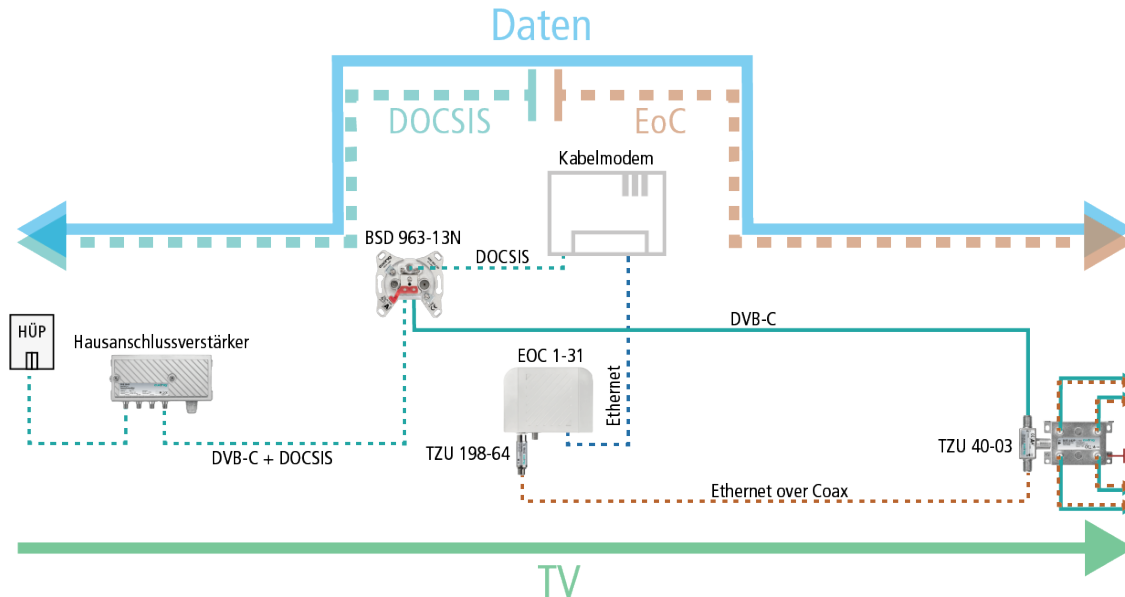 Daten
DOCSIS
EoC
Kabelmodem
BSD 963-13N
DOCSIS
HÜP
Hausanschlussverstärker
DVB-C
EOC 1-31
Ethernet
TZU 198-64
TZU 40-03
DVB-C + DOCSIS
Ethernet over Coax
TV